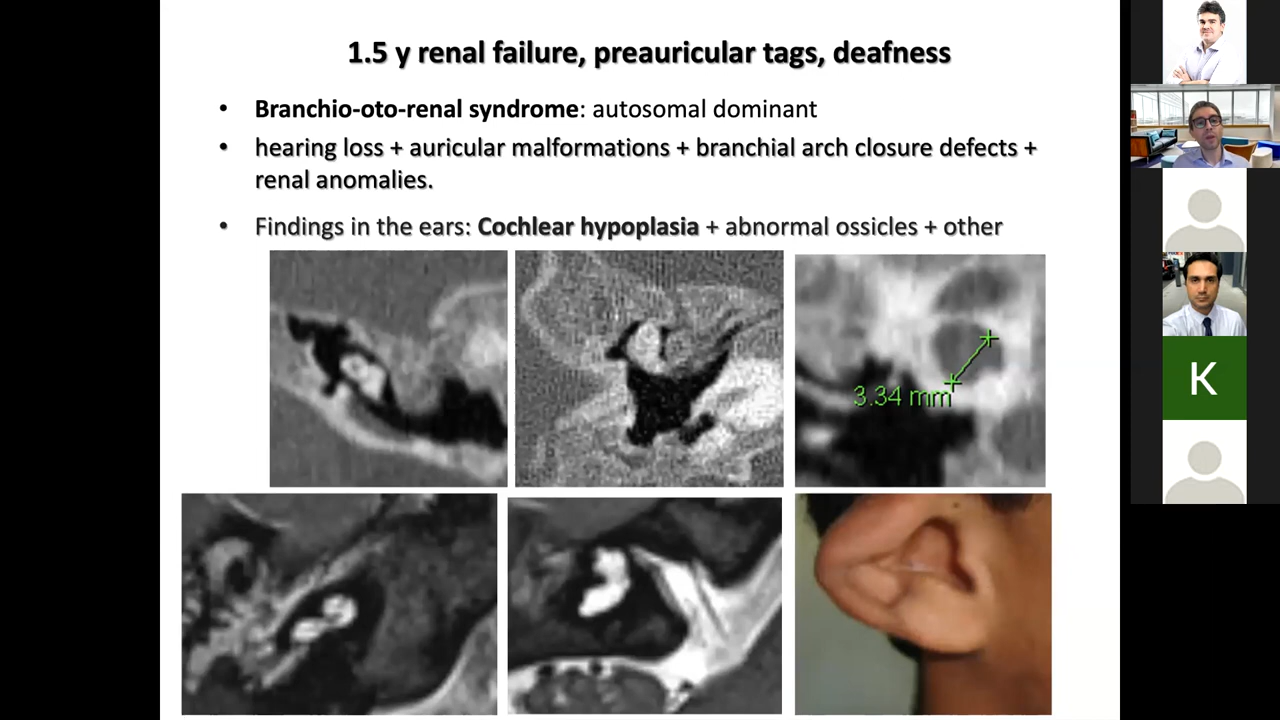 1.5 y renal failure, preauricular tags, deafness
• Branchio-oto-renal syndrome: autosomal dominant
• hearing loss + auricular malformations + branchial arch closure defects +
renal anomalies.
• Findings in the ears: Cochlear hypoplasia + abnormal ossicles + other
3.34 mm
K